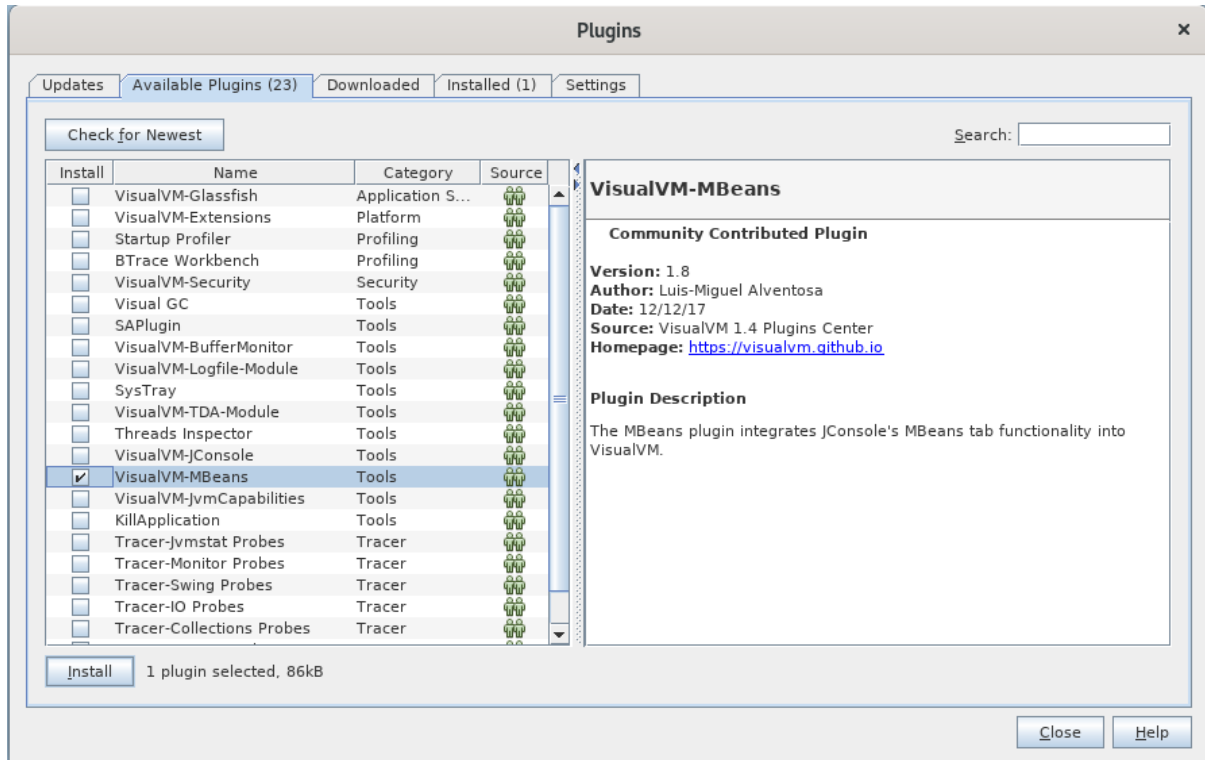 Plugins
Updates Available Plugins (23) Downloaded Installed (1) Settings
Check for Newest Search:
Install Name Category Source
VisualVM-Glassfish Application S...
VisualVM-Extensions Platform
Startup Profiler Profiling
BTrace Workbench Profiling
VisualVM-Security Security
Visual GC Tools
SAPlugin Tools
VisualVM-BufferMonitor Tools
VisualVM-Logfile-Module Tools
SysTray Tools
VisualVM-TDA-Module Tools
Threads Inspector Tools
VisualVM-JConsole Tools
VisualVM-MBeans Tools
VisualVM-JvmCapabilities Tools
KillApplication Tools
Tracer-Jvmstat Probes Tracer
Tracer-Monitor Probes Tracer
Tracer-Swing Probes Tracer
Tracer-IO Probes Tracer
Tracer-Collections Probes Tracer
VisualVM-MBeans
Community Contributed Plugin
Version: 1.8
Author: Luis-Miguel Alventosa
Date: 12/12/17
Source: VisualVM 1.4 Plugins Center
Homepage: https://visualvm.github.io
Plugin Description
The MBeans plugin integrates JConsole's MBeans tab functionality into
VisualVM.
Install 1 plugin selected, 86kB
Close Help